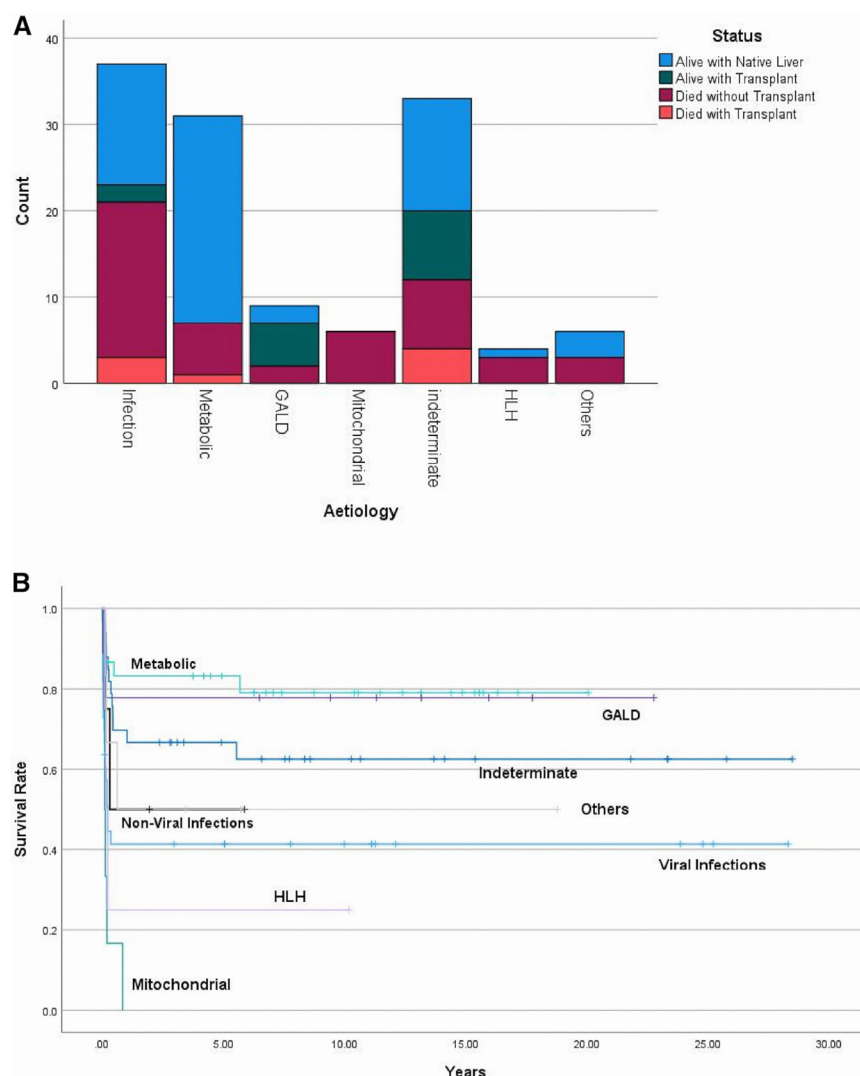 A
Status
Alive with Native Liver
Alive with Transplant
Died without Transplant
Died with Transplant
40
30
20
10
0
Count
Infection
Metabolic
GALD
Mitochondrial
indeterminate
HLH
Others
Aetiology
B
1.0
0.8
0.6
0.4
0.2
0.0
Survival Rate
Metabolic
GALD
Indeterminate
Others
Non-Viral Infections
Viral Infections
HLH
Mitochondrial
.00 5.00 10.00 15.00 20.00 25.00 30.00
Years